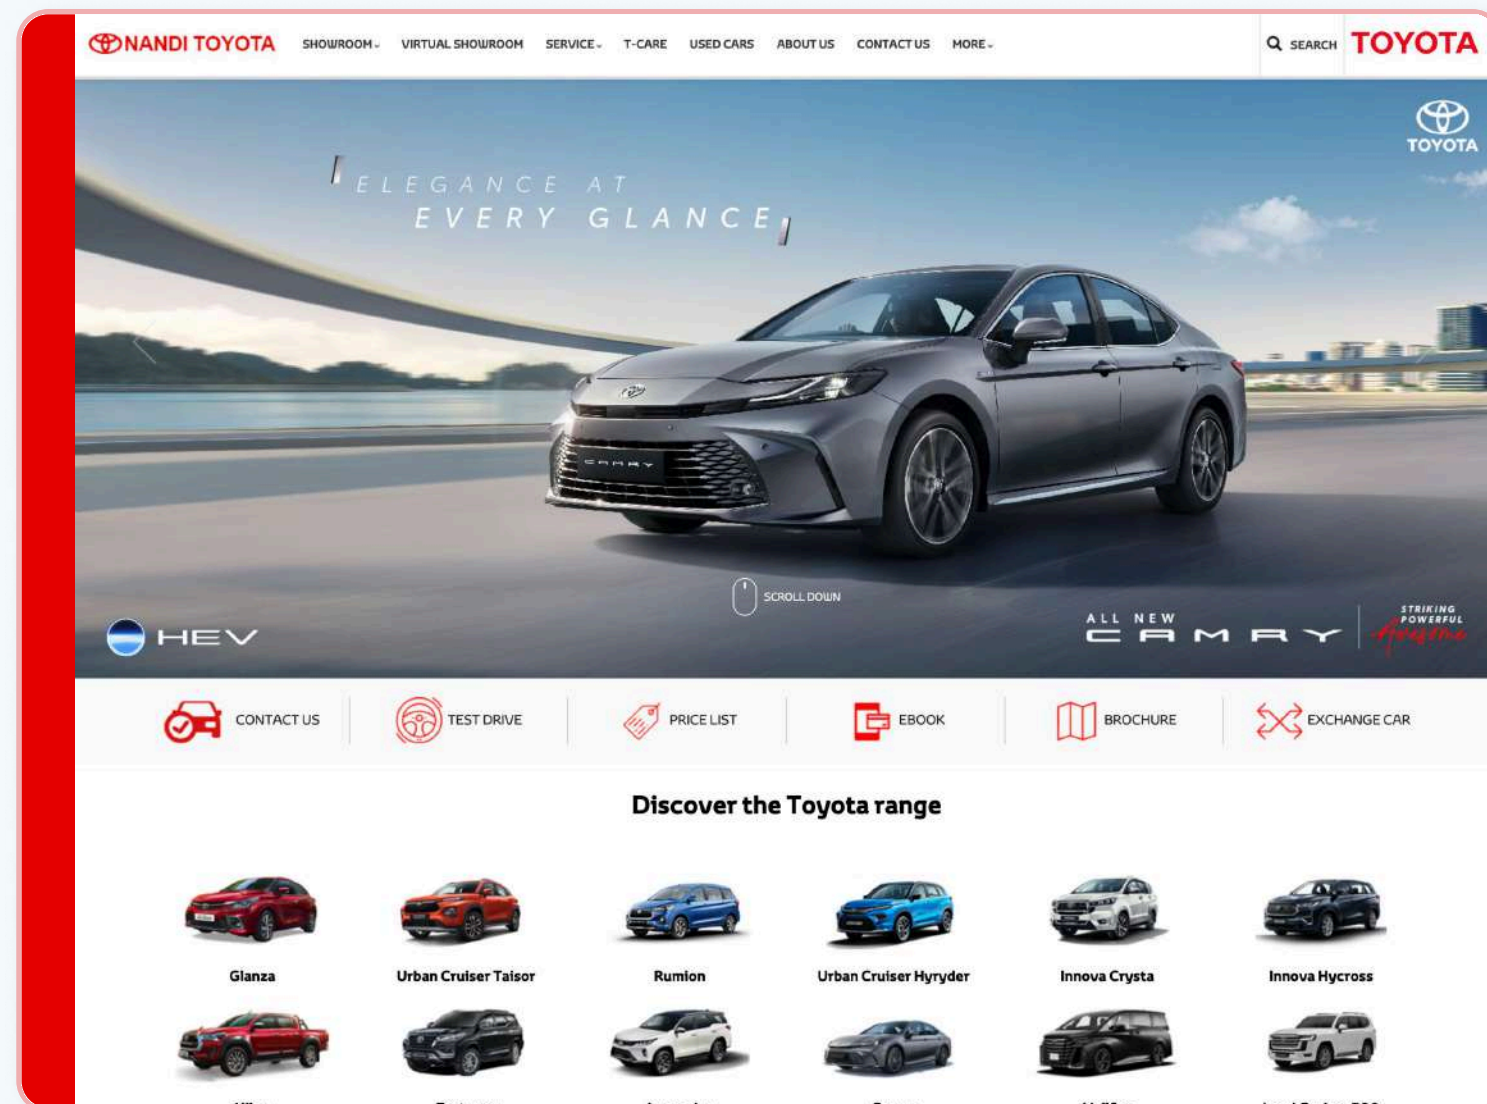 NANDI TOYOTA SHOWROOM VIRTUAL SHOWROOM SERVICE T-CARE USED CARS ABOUT US CONTACT US MORE SEARCH TOYOTA
TOYOTA
ELEGANCE AT
EVERY GLANCE
CAMRY
SCROLL DOWN
HEV
ALL NEW
CAMRY
STRIKING
POWERFUL
Awesome
CONTACT US TEST DRIVE PRICE LIST EBOOK BROCHURE EXCHANGE CAR
Discover the Toyota range
Glanza Urban Cruiser Taisor Rumion Urban Cruiser Hyryder Innova Crysta Innova Hycross